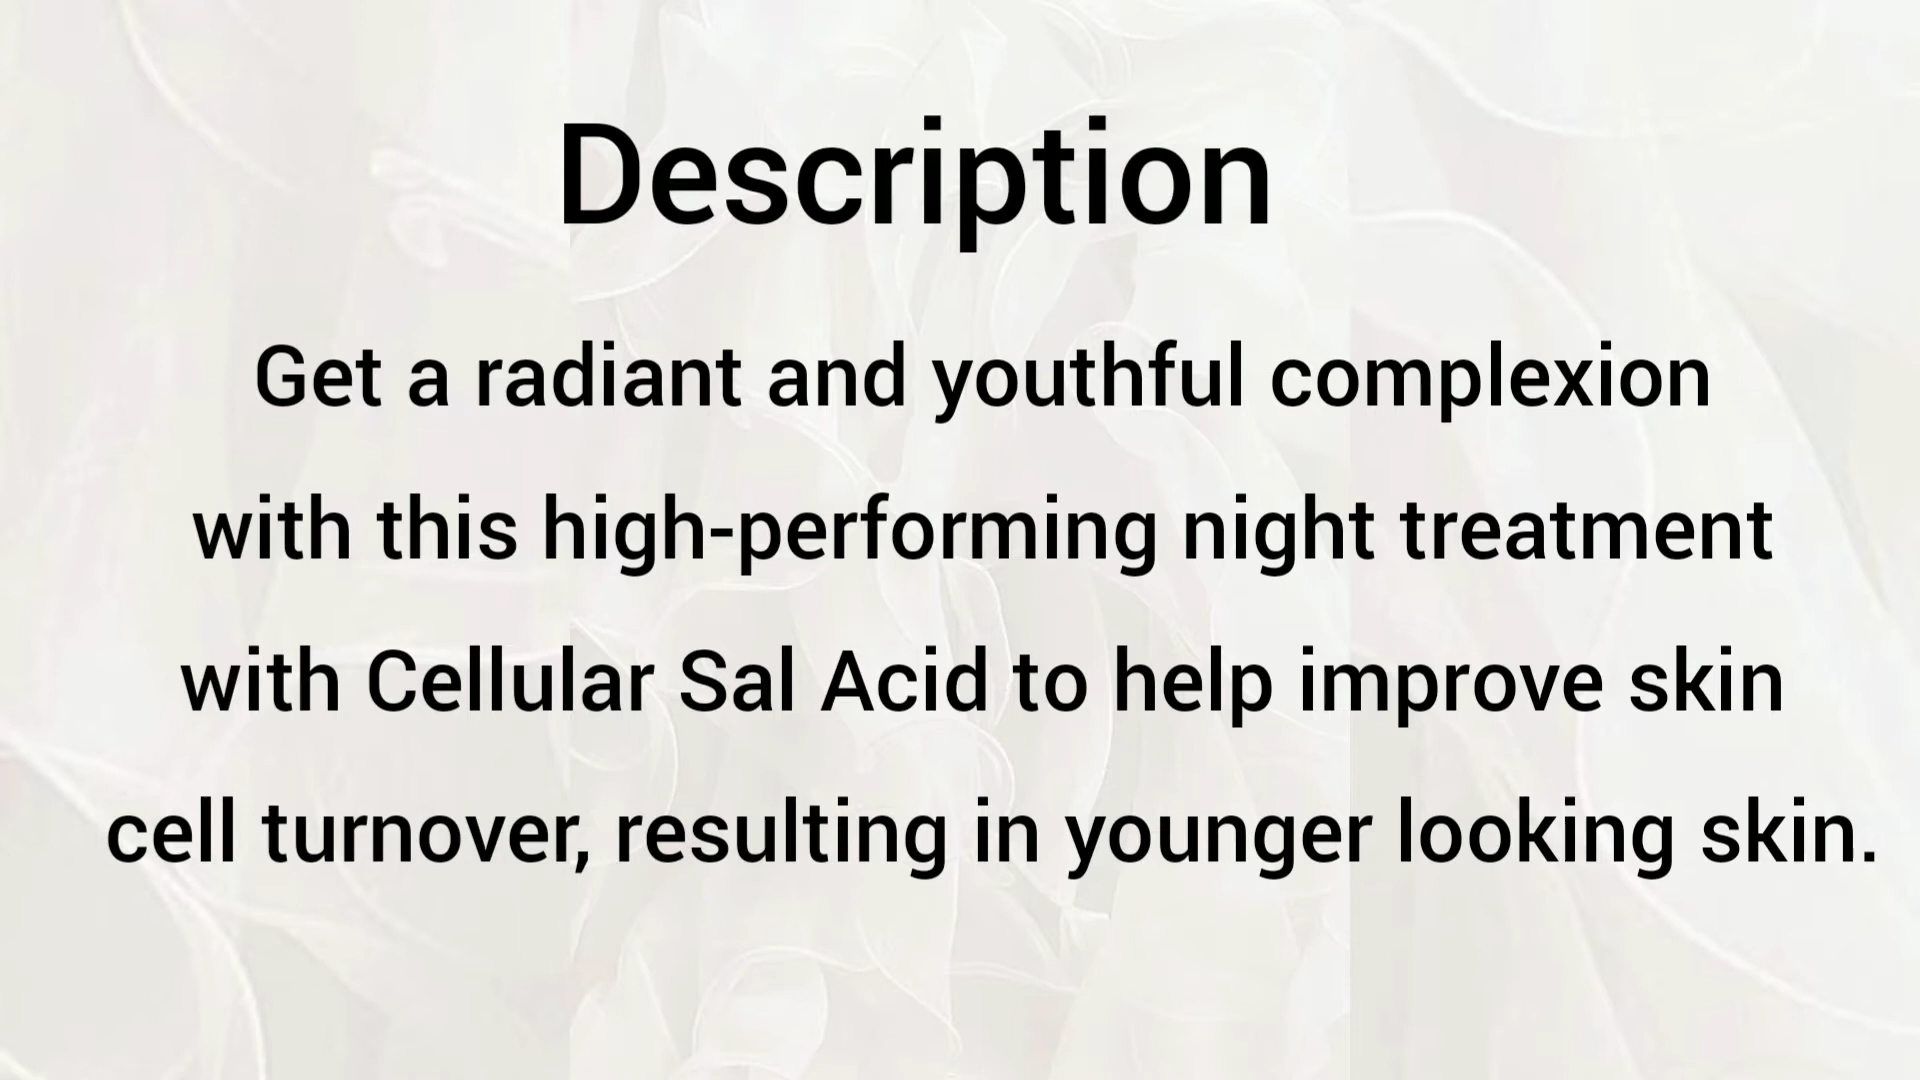 Description
Get a radiant and youthful complexion
with this high-performing night treatment
with Cellular Sal Acid to help improve skin
cell turnover, resulting in younger looking skin.